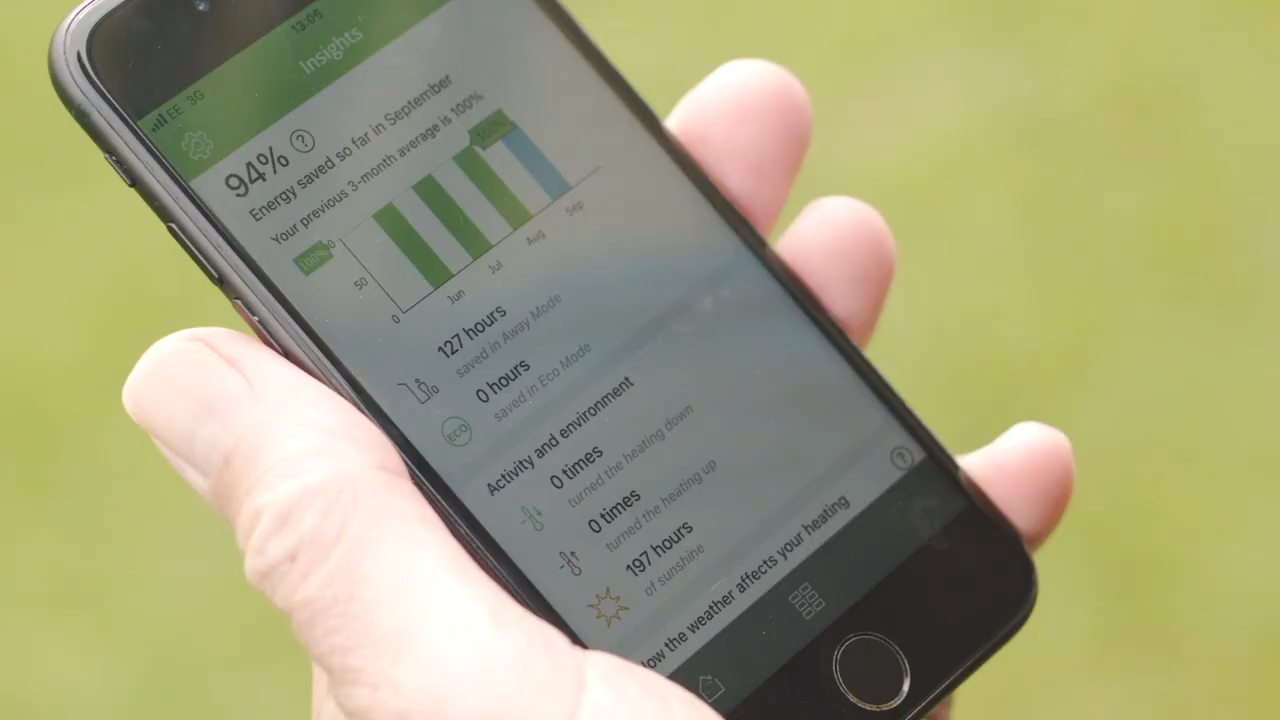 EE 3G
13:06
Insights
94% ?
Energy saved so far in September
Your previous 3-month average is 100%
100%
100%
50
0
Jun
Jul
Aug
Sep
127 hours
saved in Away Mode
ECO
0 hours
saved in Eco Mode
Activity and environment
0 times
turned the heating down
0 times
turned the heating up
197 hours
of sunshine
?
How the weather affects your heating